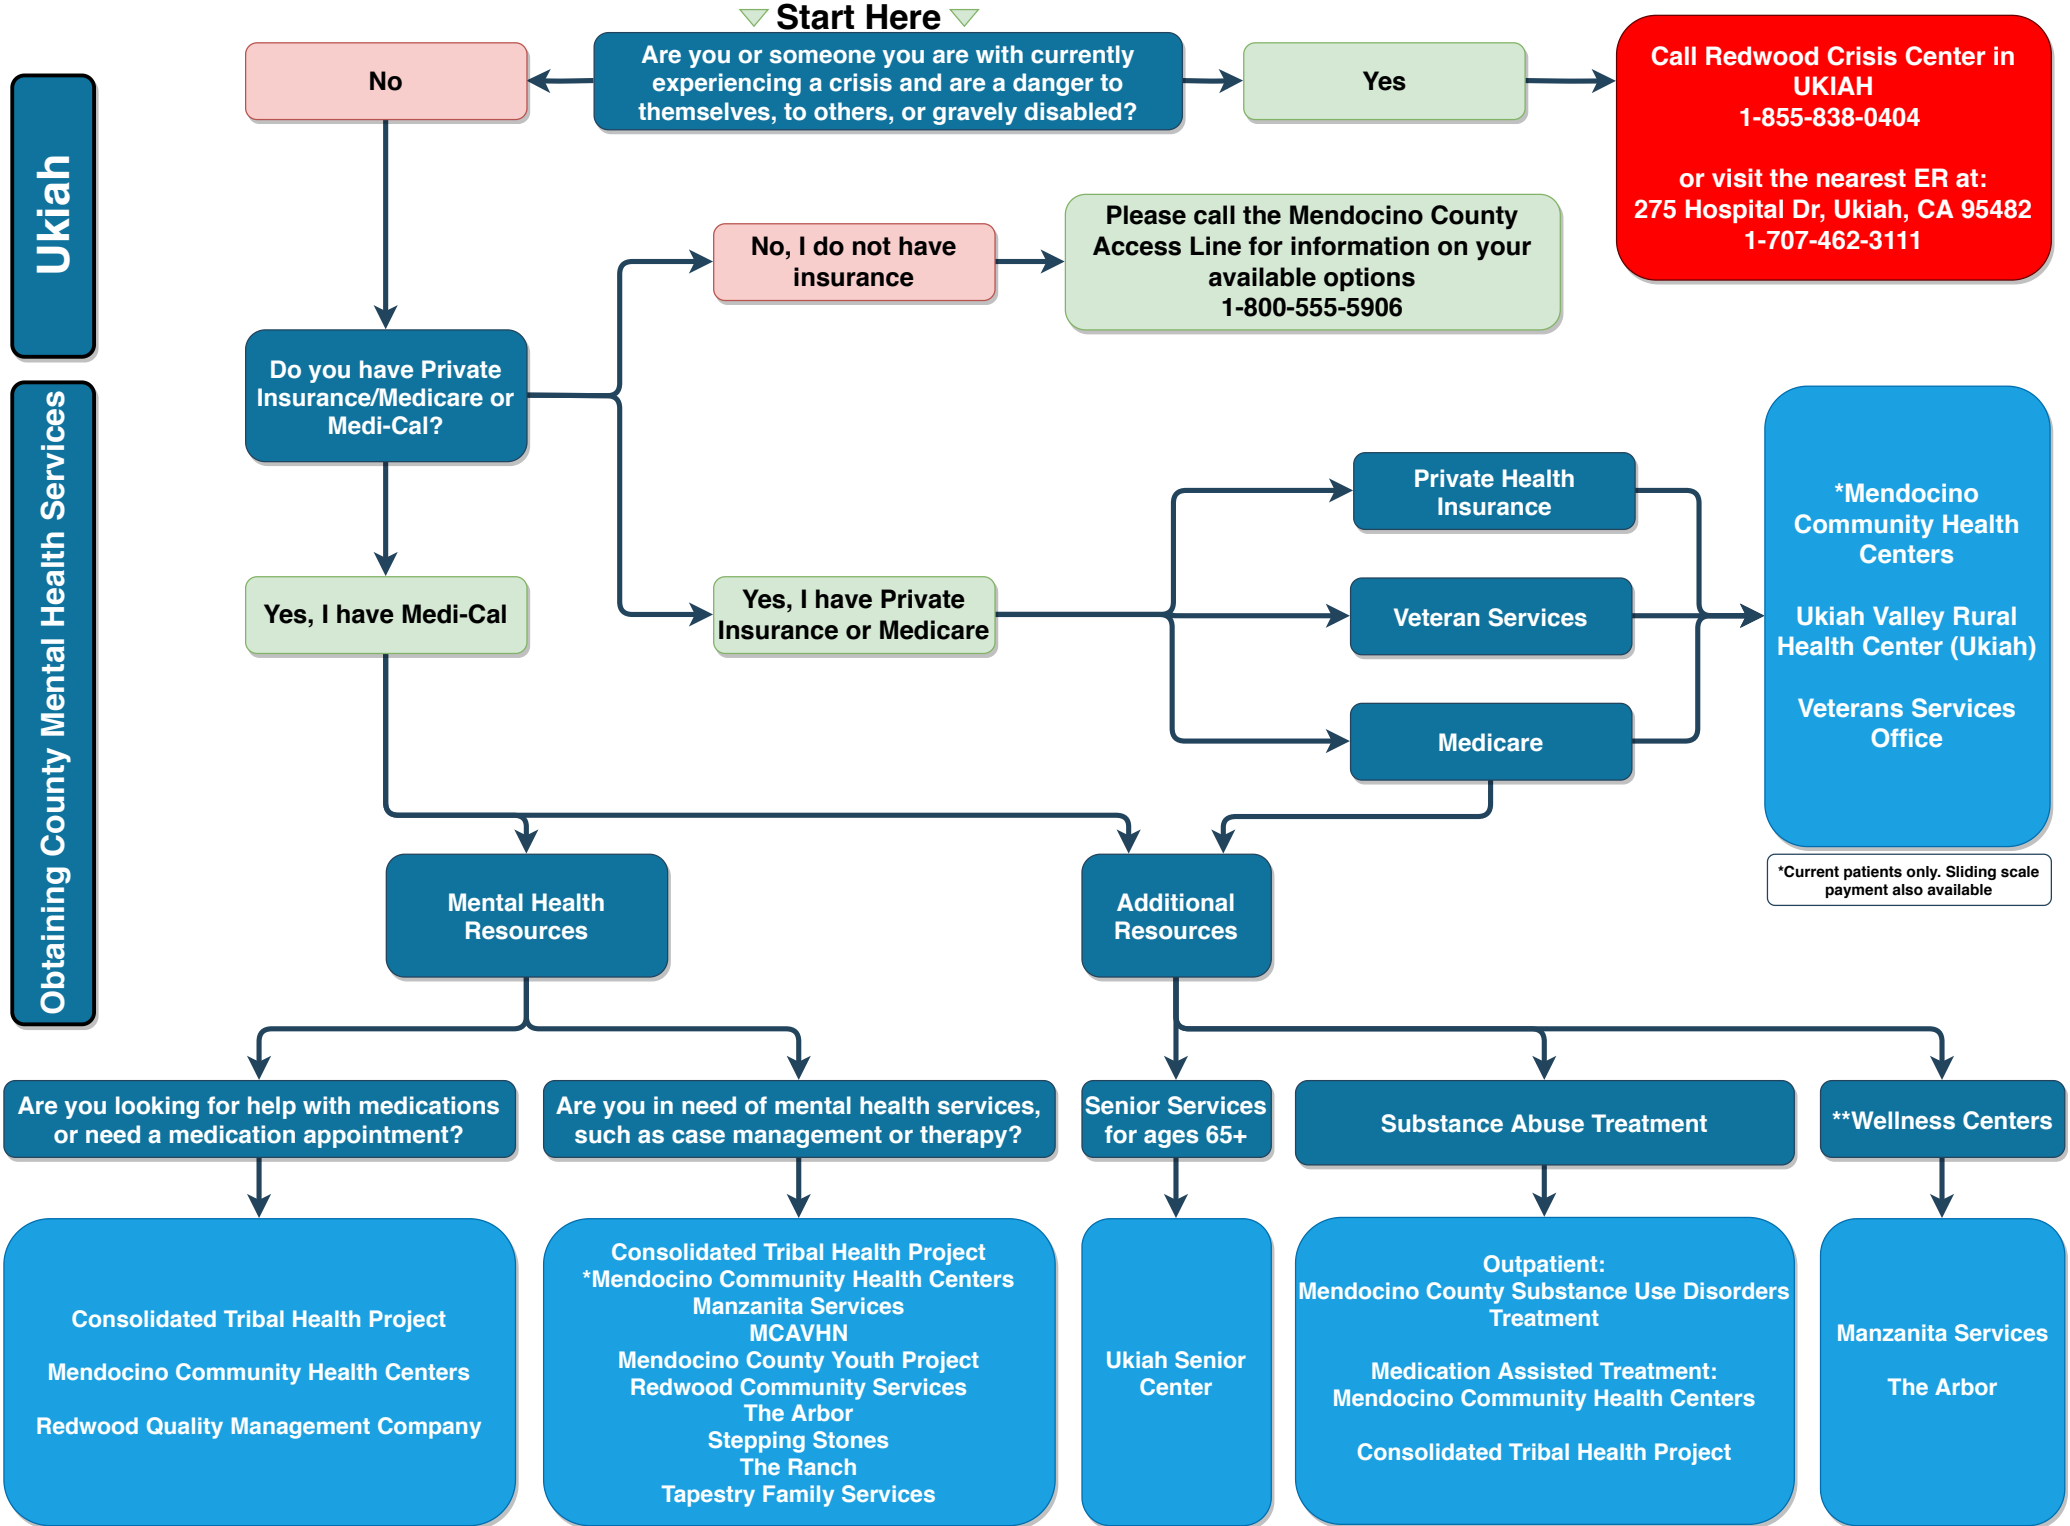 Start Here
Are you or someone you are with currently
experiencing a crisis and are a danger to
themselves, to others, or gravely disabled?
No
Yes
Call Redwood Crisis Center in
UKIAH
1-855-838-0404
or visit the nearest ER at:
275 Hospital Dr, Ukiah, CA 95482
1-707-462-3111
Ukiah
Obtaining County Mental Health Services
No, I do not have
insurance
Please call the Mendocino County
Access Line for information on your
available options
1-800-555-5906
Do you have Private
Insurance/Medicare or
Medi-Cal?
Yes, I have Medi-Cal
Yes, I have Private
Insurance or Medicare
Private Health
Insurance
Veteran Services
Medicare
*Mendocino
Community Health
Centers
Ukiah Valley Rural
Health Center (Ukiah)
Veterans Services
Office
*Current patients only. Sliding scale
payment also available
Mental Health
Resources
Additional
Resources
Are you looking for help with medications
or need a medication appointment?
Are you in need of mental health services,
such as case management or therapy?
Senior Services
for ages 65+
Substance Abuse Treatment
**Wellness Centers
Consolidated Tribal Health Project
Mendocino Community Health Centers
Redwood Quality Management Company
Consolidated Tribal Health Project
*Mendocino Community Health Centers
Manzanita Services
MCAVHN
Mendocino County Youth Project
Redwood Community Services
The Arbor
Stepping Stones
The Ranch
Tapestry Family Services
Ukiah Senior
Center
Outpatient:
Mendocino County Substance Use Disorders
Treatment
Medication Assisted Treatment:
Mendocino Community Health Centers
Consolidated Tribal Health Project
Manzanita Services
The Arbor